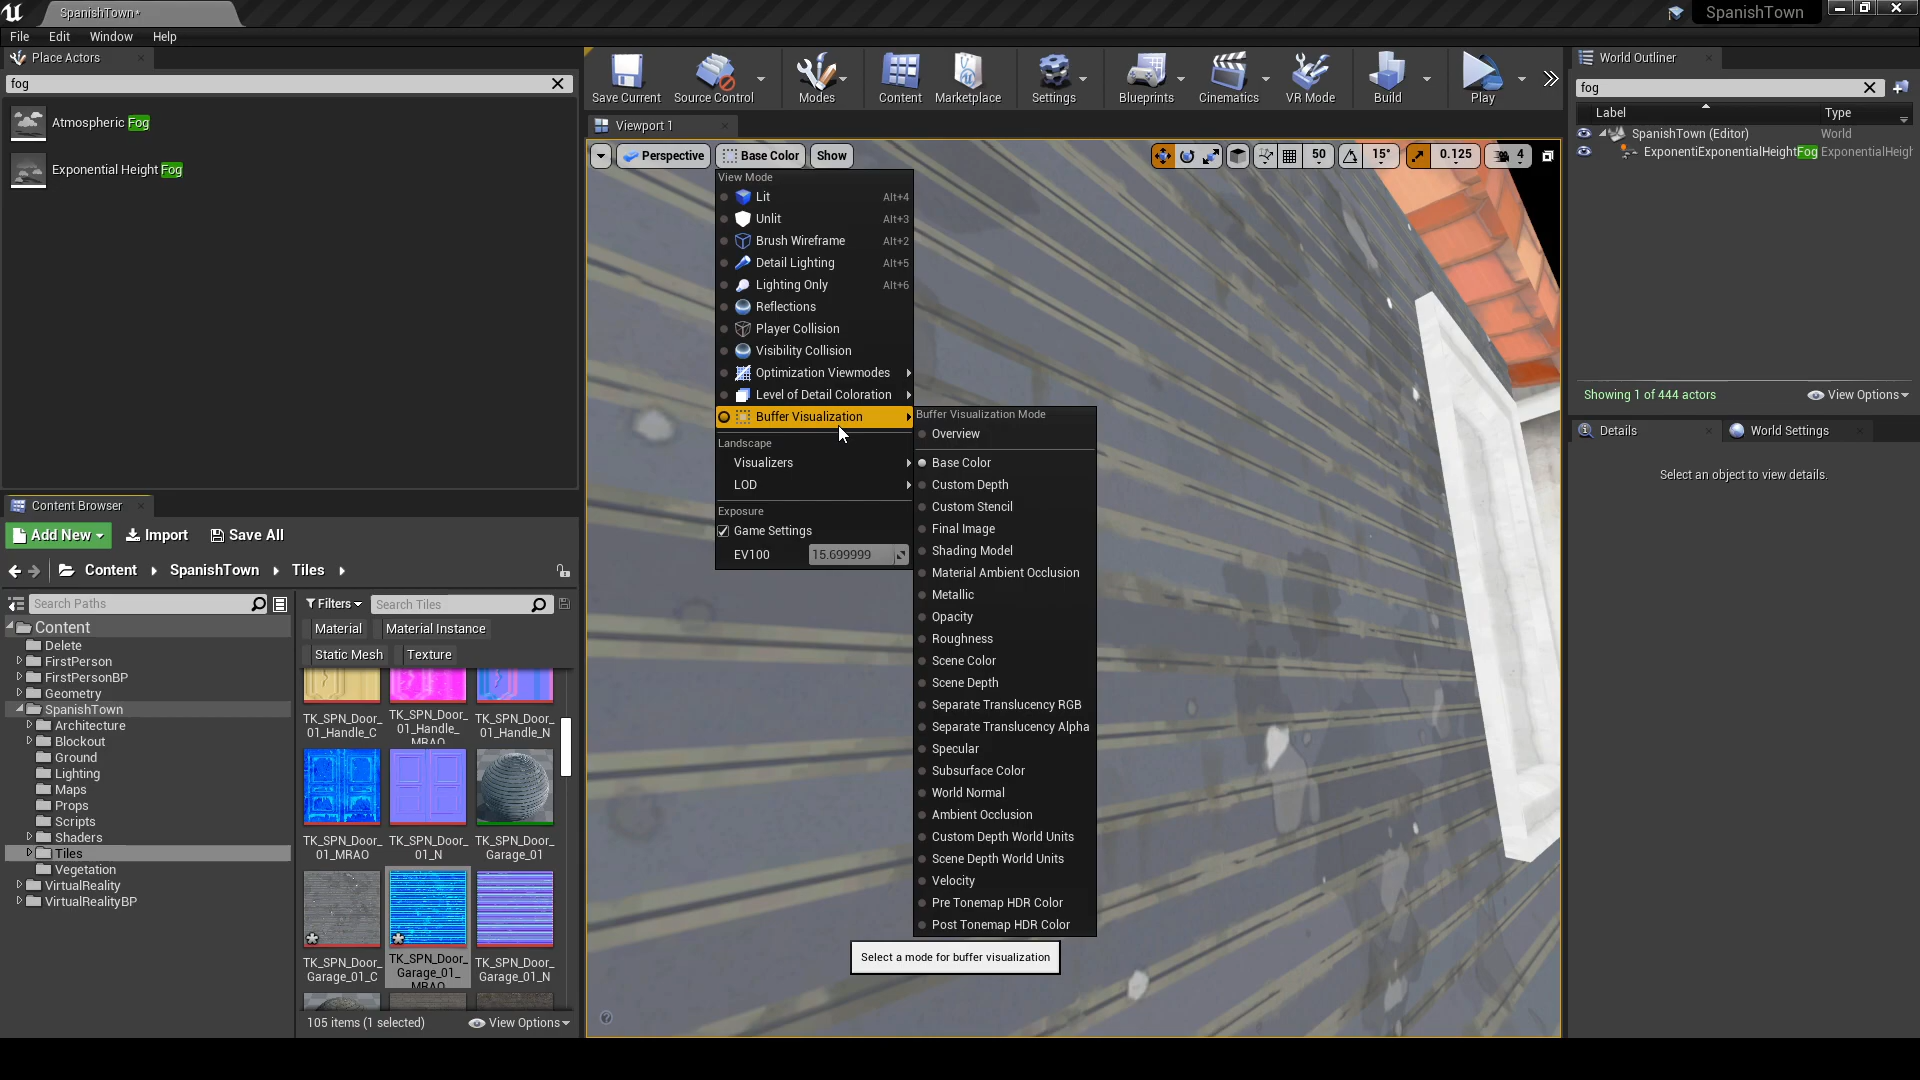 SpanishTown*
SpanishTown
File Edit Window Help
Place Actors
fog
Atmospheric Fog
Exponential Height Fog
Save Current
Source Control
Modes
Content
Marketplace
Settings
Blueprints
Cinematics
VR Mode
Build
Play
Viewport 1
Perspective
Base Color
Show
50
15°
0.125
4
View Mode
Lit Alt+4
Unlit Alt+3
Brush Wireframe Alt+2
Detail Lighting Alt+5
Lighting Only Alt+6
Reflections
Player Collision
Visibility Collision
Optimization Viewmodes
Level of Detail Coloration
Buffer Visualization
Landscape
Visualizers
LOD
Exposure
Game Settings
EV100 15.699999
Buffer Visualization Mode
Overview
Base Color
Custom Depth
Custom Stencil
Final Image
Shading Model
Material Ambient Occlusion
Metallic
Opacity
Roughness
Scene Color
Scene Depth
Separate Translucency RGB
Separate Translucency Alpha
Specular
Subsurface Color
World Normal
Ambient Occlusion
Custom Depth World Units
Scene Depth World Units
Velocity
Pre Tonemap HDR Color
Post Tonemap HDR Color
Select a mode for buffer visualization
World Outliner
fog
Label Type
SpanishTown (Editor) World
ExponentiExponentialHeightFog ExponentialHeigh
Showing 1 of 444 actors
View Options
Details
World Settings
Select an object to view details.
Content Browser
Add New
Import
Save All
Content SpanishTown Tiles
Search Paths
Content
Delete
FirstPerson
FirstPersonBP
Geometry
SpanishTown
Architecture
Blockout
Ground
Lighting
Maps
Props
Scripts
Shaders
Tiles
Vegetation
VirtualReality
VirtualRealityBP
Filters
Search Tiles
Material
Material Instance
Static Mesh
Texture
TK_SPN_Door_
01_Handle_C
TK_SPN_Door_
01_Handle_
MRAO
TK_SPN_Door_
01_Handle_N
TK_SPN_Door_
01_MRAO
TK_SPN_Door_
01_N
TK_SPN_Door_
Garage_01
TK_SPN_Door_
Garage_01_C
TK_SPN_Door_
Garage_01_
MRAO
TK_SPN_Door_
Garage_01_N
105 items (1 selected)
View Options